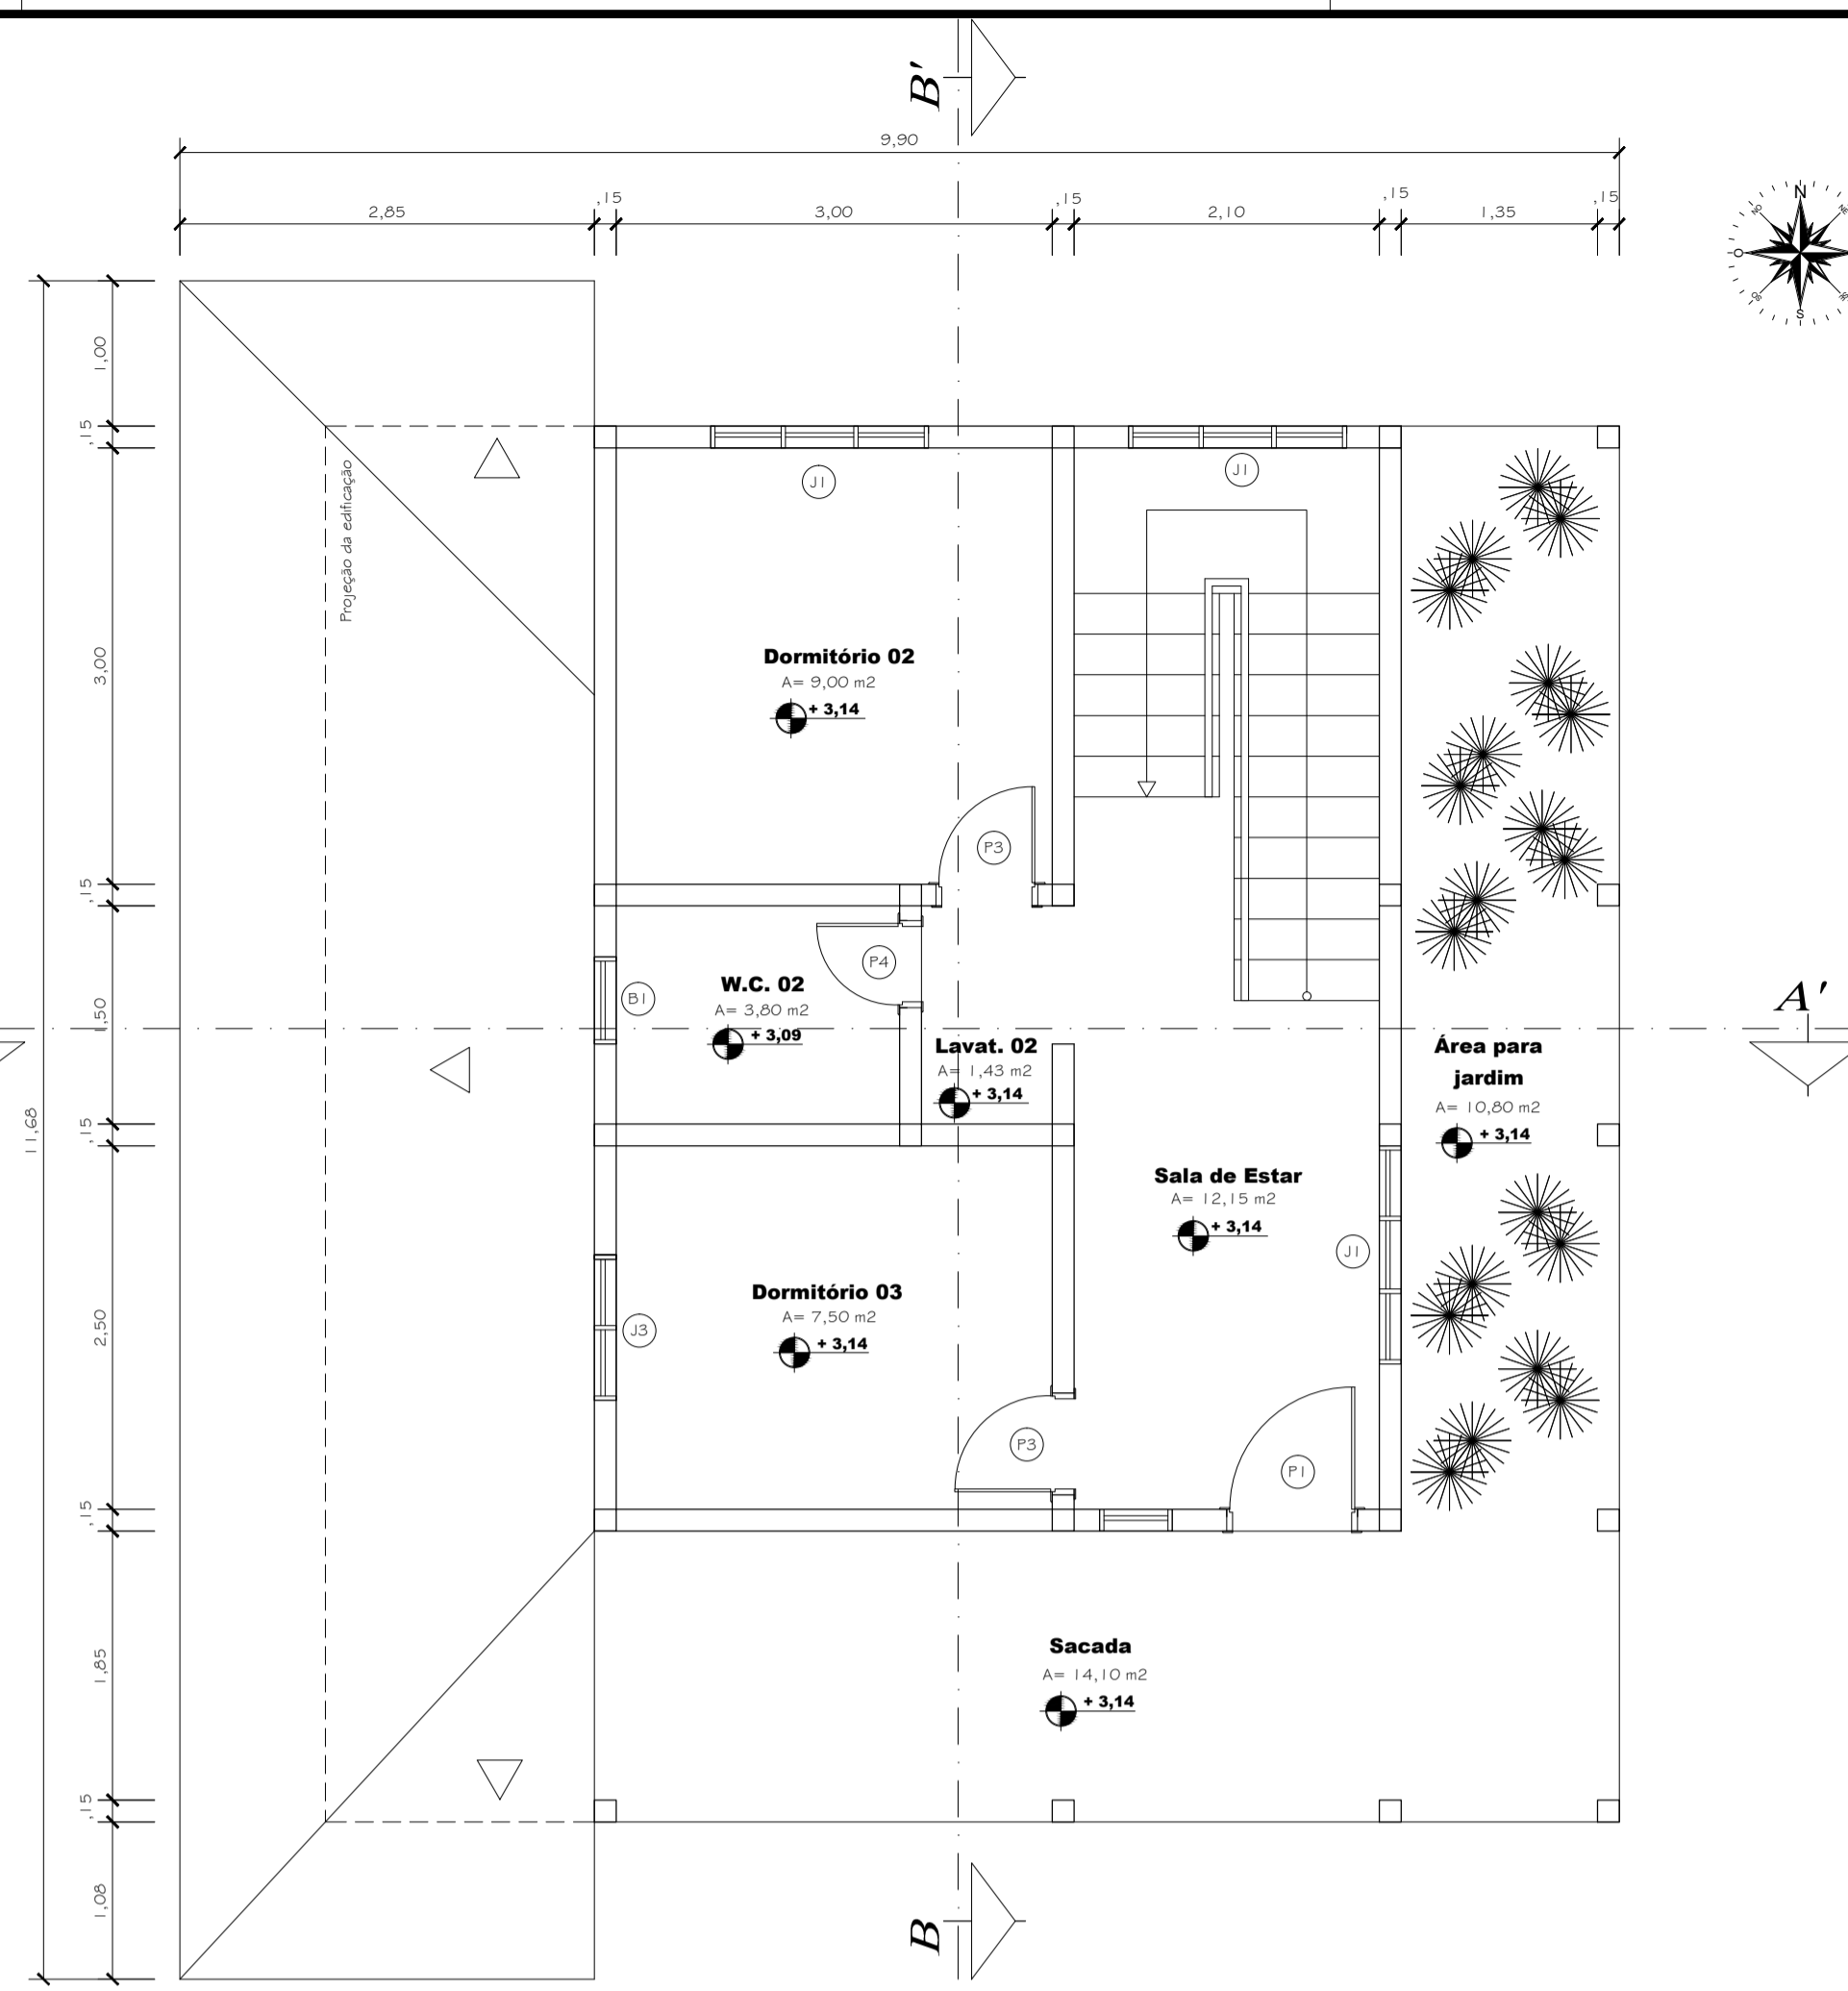 B'
9,90
2,85
,15
3,00
,15
2,10
,15
1,35
,15
N
NO
NE
O
SO
SE
S
1,00
,15
3,00
,15
1,50
,15
2,50
,15
1,85
,15
1,08
11,68
Projeção da edificação
J1
J1
Dormitório 02
A= 9,00 m2
+ 3,14
P3
P4
W.C. 02
A= 3,80 m2
+ 3,09
B1
Lavat. 02
A= 1,43 m2
+ 3,14
A'
Área para
jardim
A= 10,80 m2
+ 3,14
Sala de Estar
A= 12,15 m2
+ 3,14
J1
Dormitório 03
A= 7,50 m2
+ 3,14
J3
P3
P1
Sacada
A= 14,10 m2
+ 3,14
B